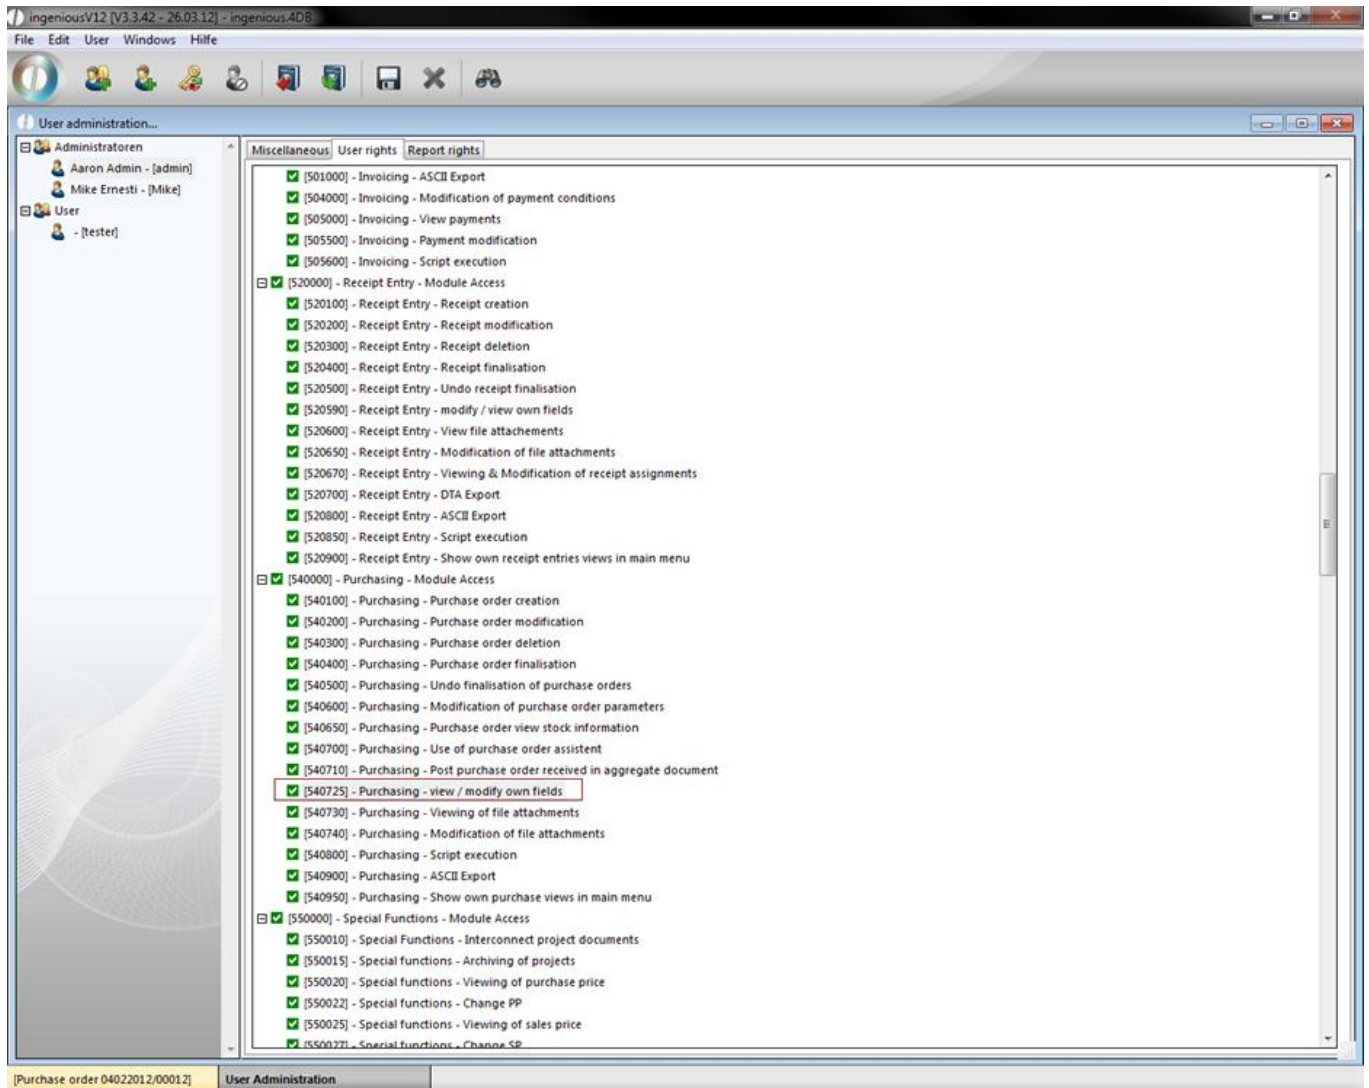 ingeniousV12 [V3.3.42 - 26.03.12] - ingenious.4DB
File Edit User Windows Hilfe
User administration...
Administratoren
Aaron Admin - [admin]
Mike Ernesti - [Mike]
User
- [tester]
Miscellaneous User rights Report rights
[501000] - Invoicing - ASCII Export
[504000] - Invoicing - Modification of payment conditions
[505000] - Invoicing - View payments
[505500] - Invoicing - Payment modification
[505600] - Invoicing - Script execution
[520000] - Receipt Entry - Module Access
[520100] - Receipt Entry - Receipt creation
[520200] - Receipt Entry - Receipt modification
[520300] - Receipt Entry - Receipt deletion
[520400] - Receipt Entry - Receipt finalisation
[520500] - Receipt Entry - Undo receipt finalisation
[520590] - Receipt Entry - modify / view own fields
[520600] - Receipt Entry - View file attachements
[520650] - Receipt Entry - Modification of file attachments
[520670] - Receipt Entry - Viewing & Modification of receipt assignments
[520700] - Receipt Entry - DTA Export
[520800] - Receipt Entry - ASCII Export
[520850] - Receipt Entry - Script execution
[520900] - Receipt Entry - Show own receipt entries views in main menu
[540000] - Purchasing - Module Access
[540100] - Purchasing - Purchase order creation
[540200] - Purchasing - Purchase order modification
[540300] - Purchasing - Purchase order deletion
[540400] - Purchasing - Purchase order finalisation
[540500] - Purchasing - Undo finalisation of purchase orders
[540600] - Purchasing - Modification of purchase order parameters
[540650] - Purchasing - Purchase order view stock information
[540700] - Purchasing - Use of purchase order assistent
[540710] - Purchasing - Post purchase order received in aggregate document
[540725] - Purchasing - view / modify own fields
[540730] - Purchasing - Viewing of file attachments
[540740] - Purchasing - Modification of file attachments
[540800] - Purchasing - Script execution
[540900] - Purchasing - ASCII Export
[540950] - Purchasing - Show own purchase views in main menu
[550000] - Special Functions - Module Access
[550010] - Special Functions - Interconnect project documents
[550015] - Special functions - Archiving of projects
[550020] - Special functions - Viewing of purchase price
[550022] - Special functions - Change PP
[550025] - Special functions - Viewing of sales price
[550027] - Special functions - Change SP
[Purchase order 04022012/00012] User Administration